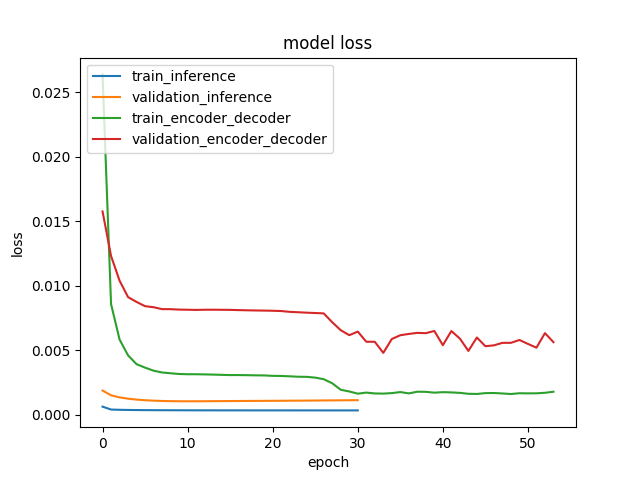 model loss
train_inference
validation_inference
train_encoder_decoder
validation_encoder_decoder
0.025
0.020
0.015
0.010
0.005
0.000
loss
0 10 20 30 40 50
epoch